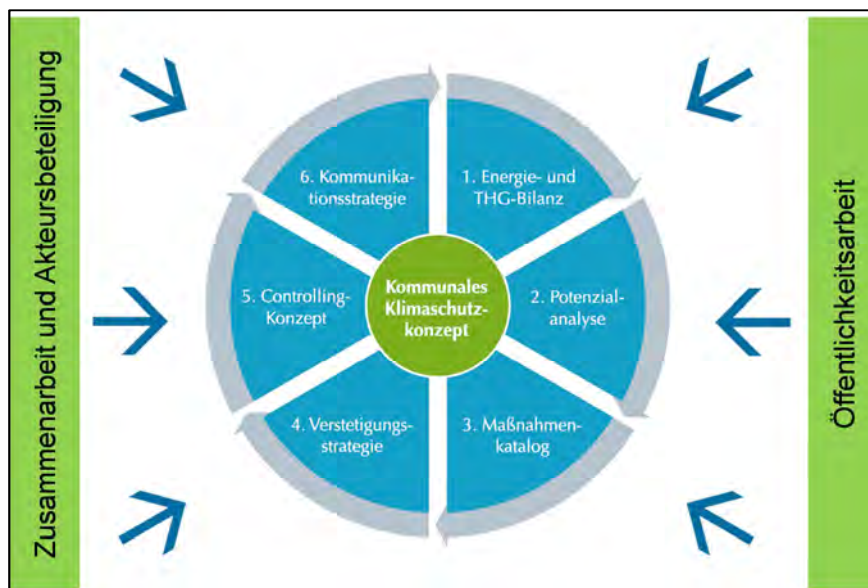 Zusammenarbeit und Akteursbeteiligung
6. Kommunika-
tionsstrategie
1. Energie- und
THG-Bilanz
5. Controlling-
Konzept
Kommunales
Klimaschutz-
konzept
2. Potenzial-
analyse
4. Verstetigungs-
strategie
3. Maßnahmen-
katalog
Öffentlichkeitsarbeit